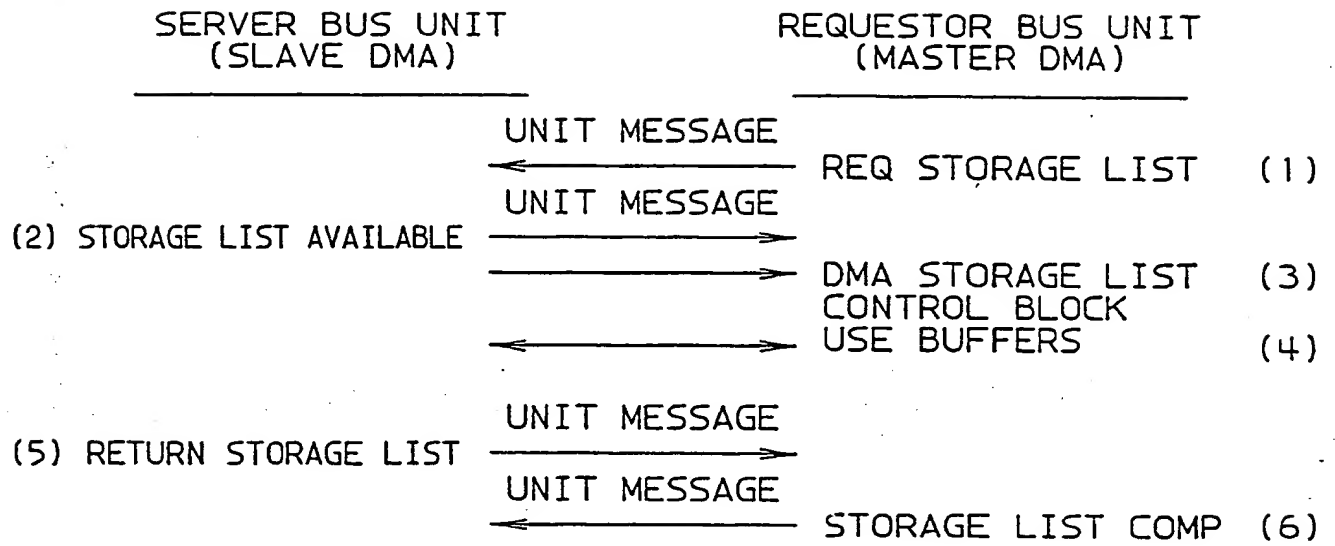 SERVER BUS UNIT
(SLAVE DMA)
REQUESTOR BUS UNIT
(MASTER DMA)
UNIT MESSAGE
REQ STORAGE LIST (1)
UNIT MESSAGE
(2) STORAGE LIST AVAILABLE
DMA STORAGE LIST (3)
CONTROL BLOCK
USE BUFFERS (4)
UNIT MESSAGE
(5) RETURN STORAGE LIST
UNIT MESSAGE
STORAGE LIST COMP (6)